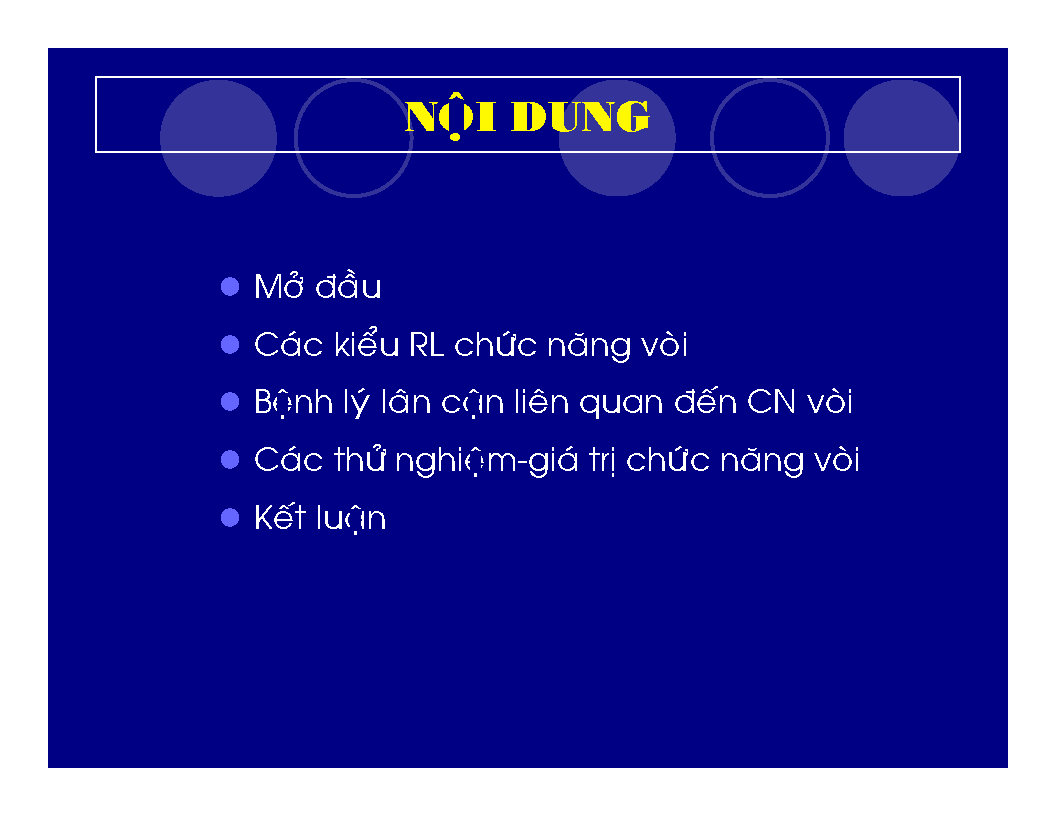 NỘI DUNG
Mở đầu
Các kiểu RL chức năng vòi
Bệnh lý lân cận liên quan đến CN vòi
Các thử nghiệm-giá trị chức năng vòi
Kết luận